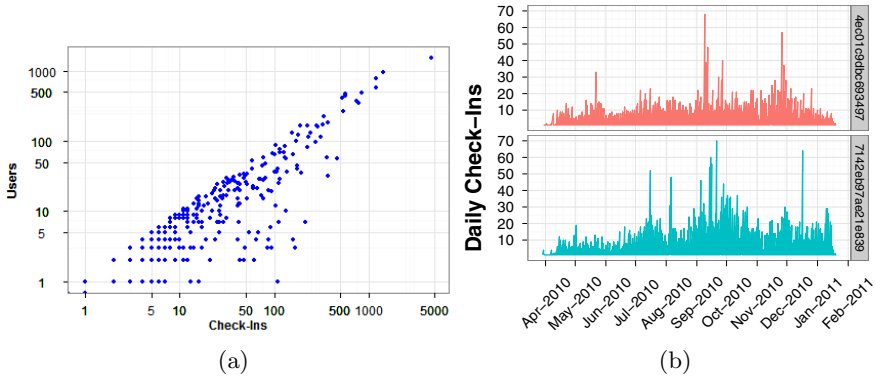 Users
1000
500
100
50
10
5
1
1 5 10 50 100 500 1000 5000
Check-Ins
(a)
Daily Check-Ins
70
60
50
40
30
20
10
4ec01c9dbc693497
70
60
50
40
30
20
10
7142eb97ae21e839
Apr-2010 May-2010 Jun-2010 Jul-2010 Aug-2010 Sep-2010 Oct-2010 Nov-2010 Dec-2010 Jan-2011 Feb-2011
(b)